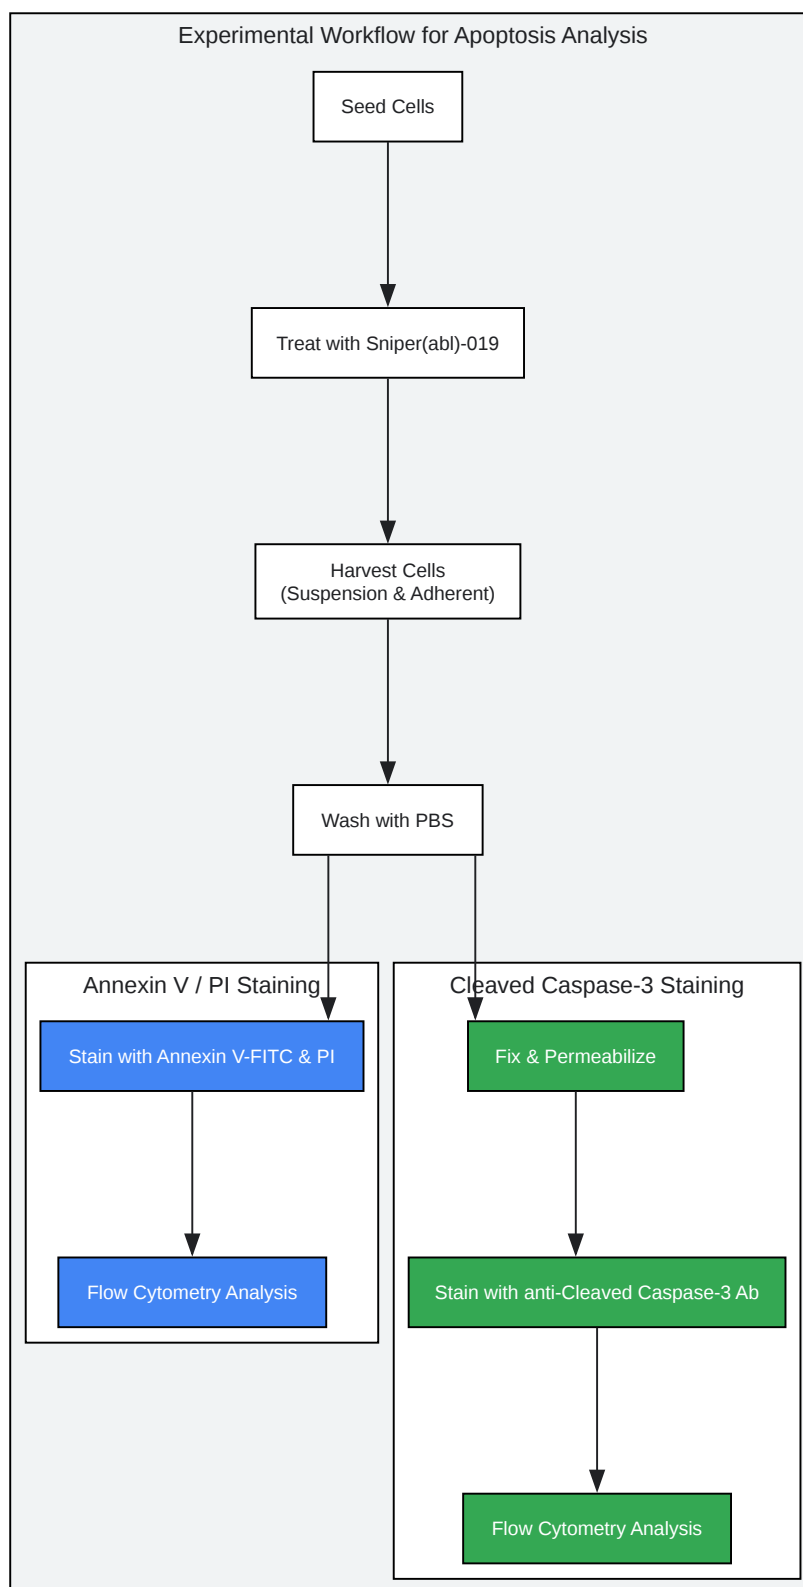 Experimental Workflow for Apoptosis Analysis
Seed Cells
Treat with Sniper(abl)-019
Harvest Cells
(Suspension & Adherent)
Wash with PBS
Annexin V / PI Staining
Stain with Annexin V-FITC & PI
Flow Cytometry Analysis
Cleaved Caspase-3 Staining
Fix & Permeabilize
Stain with anti-Cleaved Caspase-3 Ab
Flow Cytometry Analysis